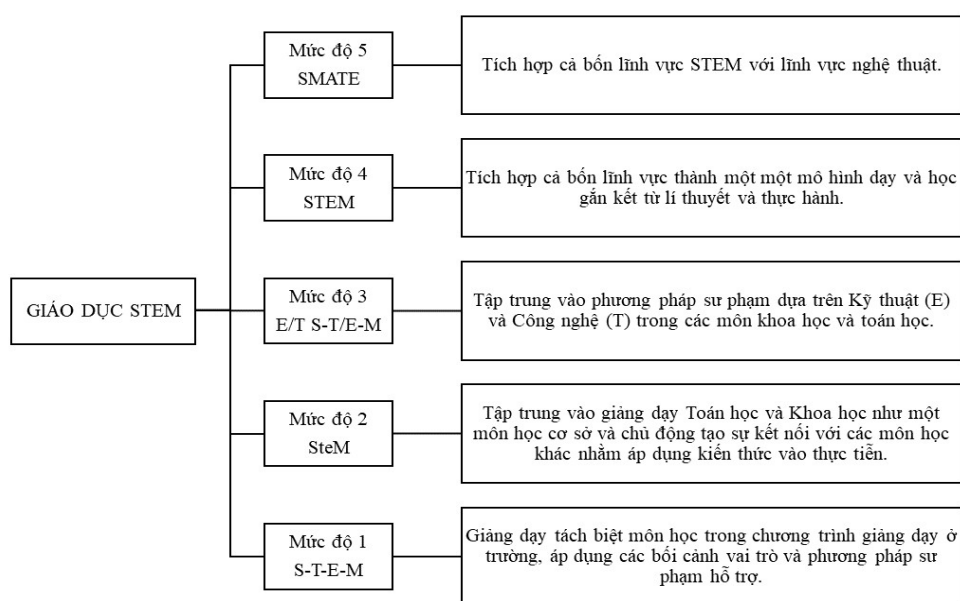 Mức độ 5
SMATE
Tích hợp cả bốn lĩnh vực STEM với lĩnh vực nghệ thuật.
Mức độ 4
STEM
Tích hợp cả bốn lĩnh vực thành một một mô hình dạy và học
gắn kết từ lí thuyết và thực hành.
GIÁO DỤC STEM
Mức độ 3
E/T S-T/E-M
Tập trung vào phương pháp sư phạm dựa trên Kỹ thuật (E)
và Công nghệ (T) trong các môn khoa học và toán học.
Mức độ 2
SteM
Tập trung vào giảng dạy Toán học và Khoa học như một
môn học cơ sở và chủ động tạo sự kết nối với các môn học
khác nhằm áp dụng kiến thức vào thực tiễn.
Mức độ 1
S-T-E-M
Giảng dạy tách biệt môn học trong chương trình giảng dạy ở
trường, áp dụng các bối cảnh vai trò và phương pháp sư
phạm hỗ trợ.